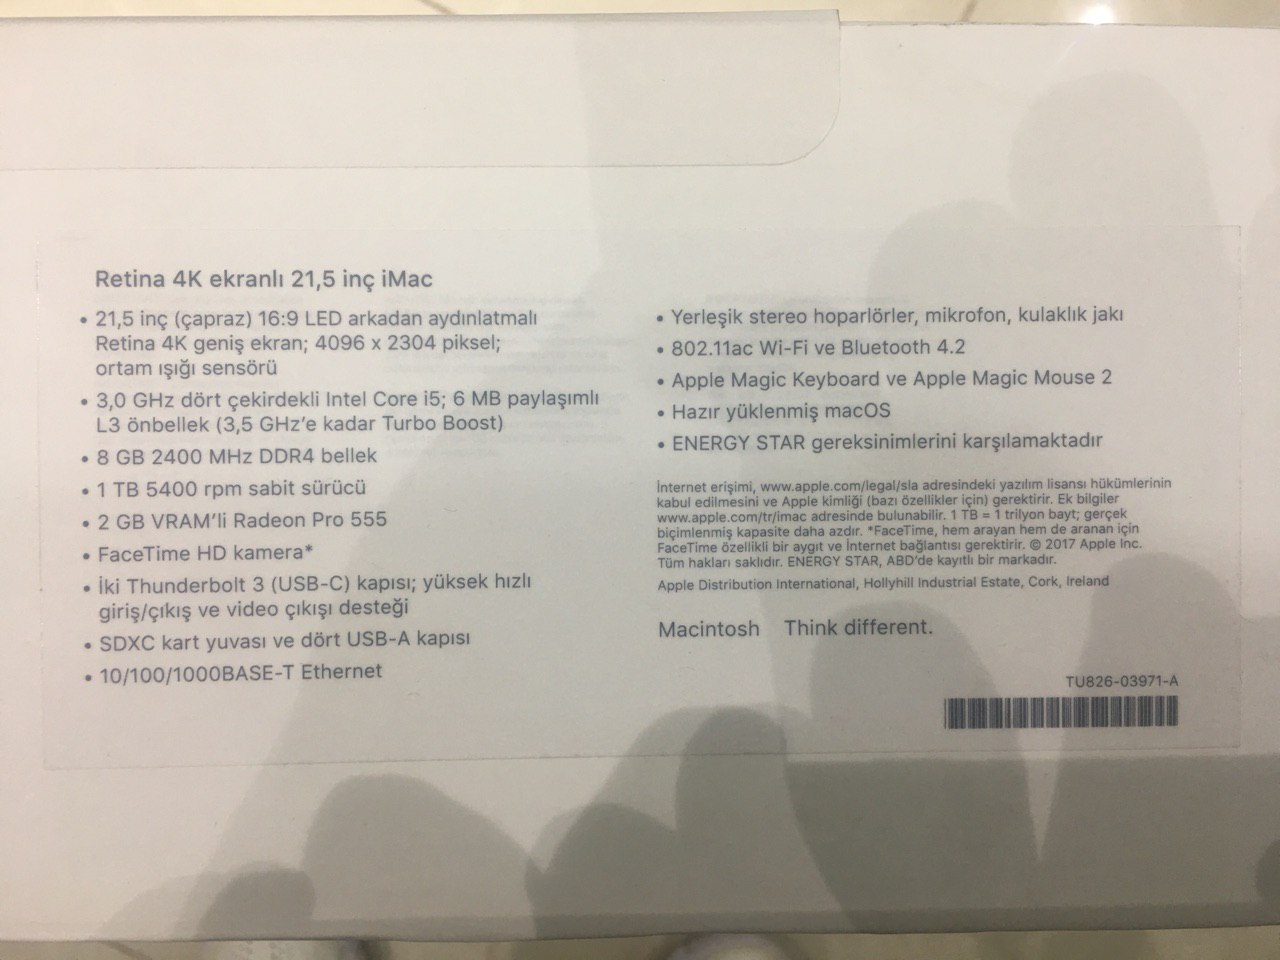 Retina 4K ekranlı 21,5 inç iMac
• 21,5 inç (çapraz) 16:9 LED arkadan aydınlatmalı
Retina 4K geniş ekran; 4096 x 2304 piksel;
ortam ışığı sensörü
• 3,0 GHz dört çekirdekli Intel Core i5; 6 MB paylaşımlı
L3 önbellek (3,5 GHz’e kadar Turbo Boost)
• 8 GB 2400 MHz DDR4 bellek
• 1 TB 5400 rpm sabit sürücü
• 2 GB VRAM’li Radeon Pro 555
• FaceTime HD kamera*
• İki Thunderbolt 3 (USB-C) kapısı; yüksek hızlı
giriş/çıkış ve video çıkışı desteği
• SDXC kart yuvası ve dört USB-A kapısı
• 10/100/1000BASE-T Ethernet
• Yerleşik stereo hoparlörler, mikrofon, kulaklık jakı
• 802.11ac Wi-Fi ve Bluetooth 4.2
• Apple Magic Keyboard ve Apple Magic Mouse 2
• Hazır yüklenmiş macOS
• ENERGY STAR gereksinimlerini karşılamaktadır
İnternet erişimi, www.apple.com/legal/sla adresindeki yazılım lisansı hükümlerinin
kabul edilmesini ve Apple kimliği (bazı özellikler için) gerektirir. Ek bilgiler
www.apple.com/tr/imac adresinde bulunabilir. 1 TB = 1 trilyon bayt; gerçek
biçimlenmiş kapasite daha azdır. *FaceTime, hem arayan hem de aranan için
FaceTime özellikli bir aygıt ve İnternet bağlantısı gerektirir. © 2017 Apple Inc.
Tüm hakları saklıdır. ENERGY STAR, ABD’de kayıtlı bir markadır.
Apple Distribution International, Hollyhill Industrial Estate, Cork, Ireland
Macintosh Think different.
TU826-03971-A